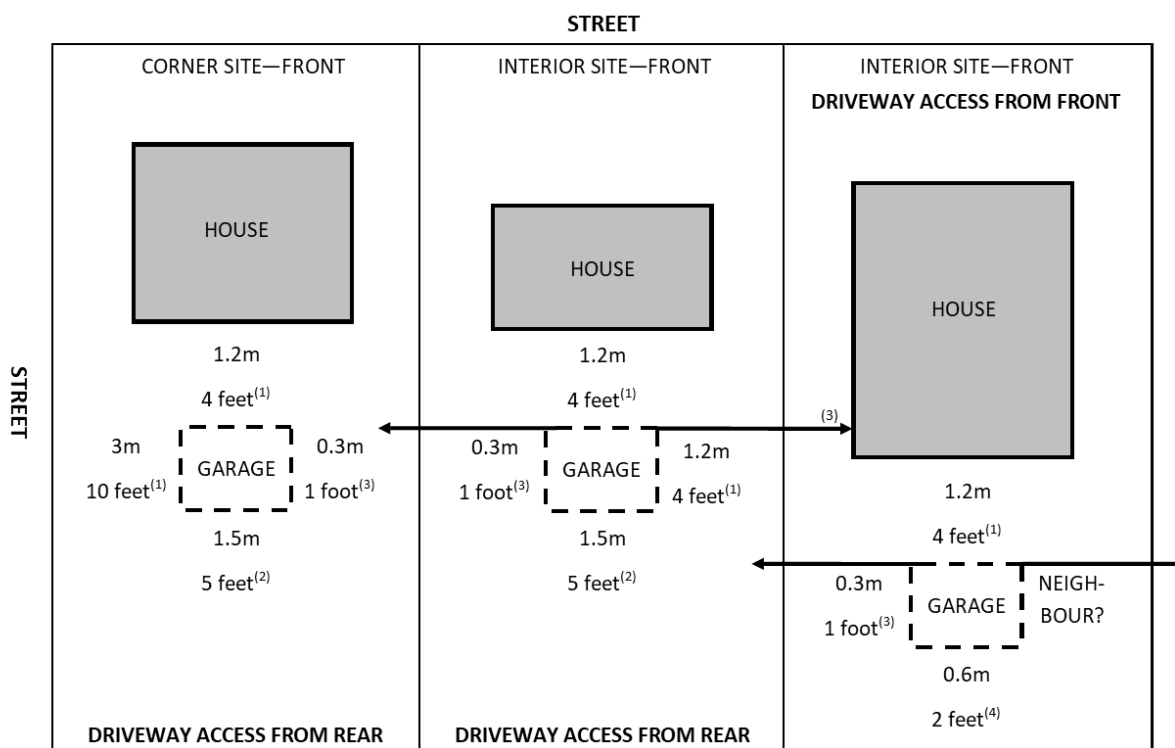 STREET
STREET
CORNER SITE—FRONT
HOUSE
1.2m
4 feet(1)
3m
10 feet(1)
GARAGE
0.3m
1 foot(3)
1.5m
5 feet(2)
DRIVEWAY ACCESS FROM REAR
INTERIOR SITE—FRONT
HOUSE
1.2m
4 feet(1)
0.3m
1 foot(3)
GARAGE
1.2m
4 feet(1)
1.5m
5 feet(2)
DRIVEWAY ACCESS FROM REAR
INTERIOR SITE—FRONT
DRIVEWAY ACCESS FROM FRONT
HOUSE
(3)
1.2m
4 feet(1)
0.3m
1 foot(3)
GARAGE
NEIGH-
BOUR?
0.6m
2 feet(4)